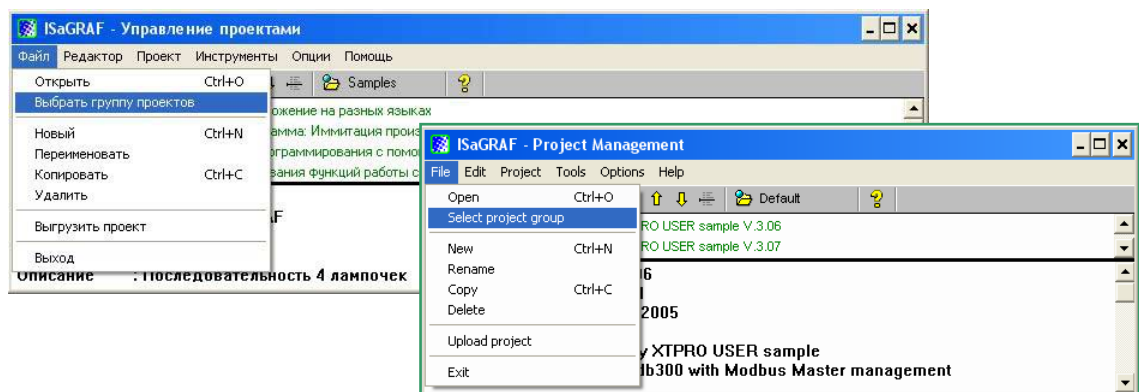 ISaGRAF - Управление проектами
Файл Редактор Проект Инструменты Опции Помощь
Открыть Ctrl+O
Samples
Выбрать группу проектов
ожение на разных языках
Новый Ctrl+N
амма: Иммитация произ
Переименовать
ограммирования с помо
Копировать Ctrl+C
вания функций работы с
Удалить
Выгрузить проект
Выход
Описание : Последовательность 4 лампочек
ISaGRAF - Project Management
File Edit Project Tools Options Help
Open Ctrl+O
Default
Select project group
RO USER sample V.3.06
New Ctrl+N
RO USER sample V.3.07
Rename
6
Copy Ctrl+C
Delete
2005
Upload project
y XTPRO USER sample
Exit
db300 with Modbus Master management